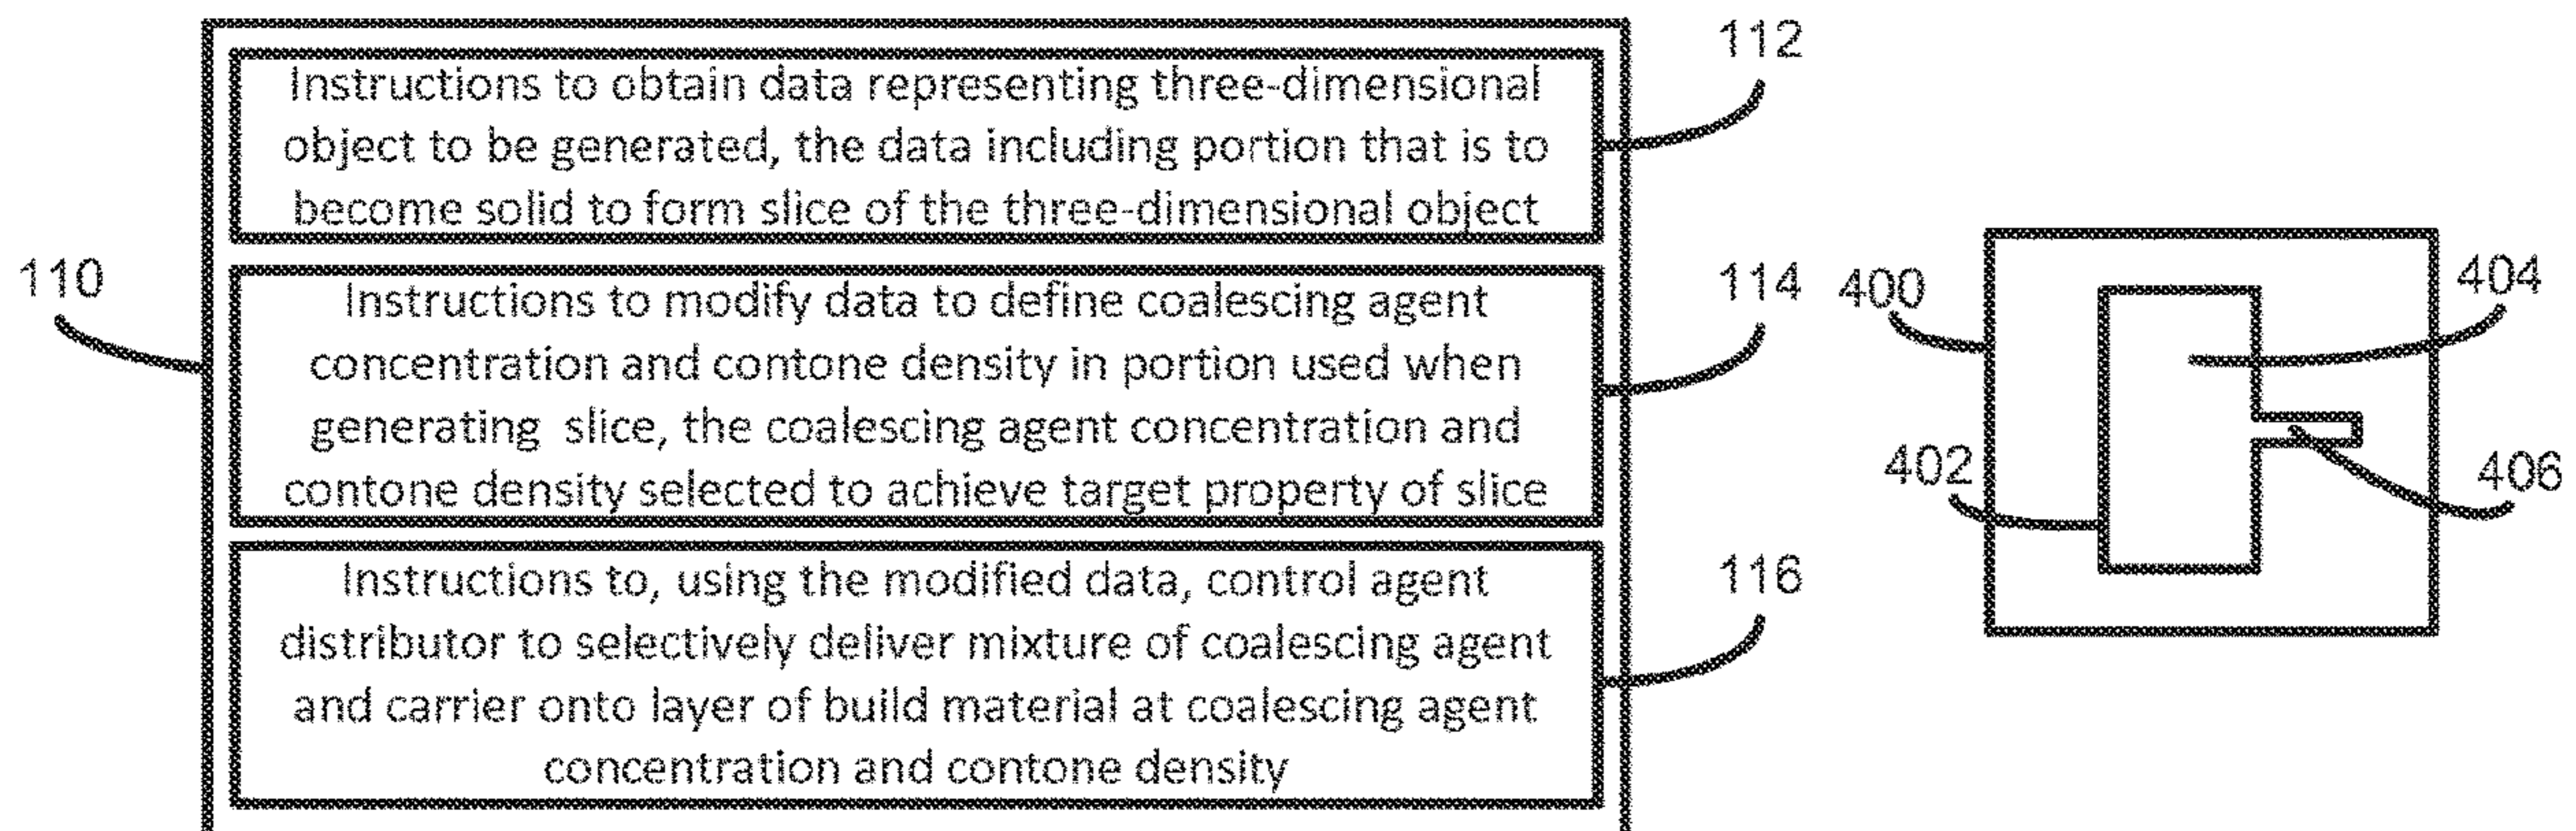 112
Instructions to obtain data representing three-dimensional
object to be generated, the data including portion that is to
become solid to form slice of the three-dimensional object
110
114
Instructions to modify data to define coalescing agent
concentration and contone density in portion used when
generating slice, the coalescing agent concentration and
contone density selected to achieve target property of slice
116
Instructions to, using the modified data, control agent
distributor to selectively deliver mixture of coalescing agent
and carrier onto layer of build material at coalescing agent
concentration and contone density
400
404
402
406